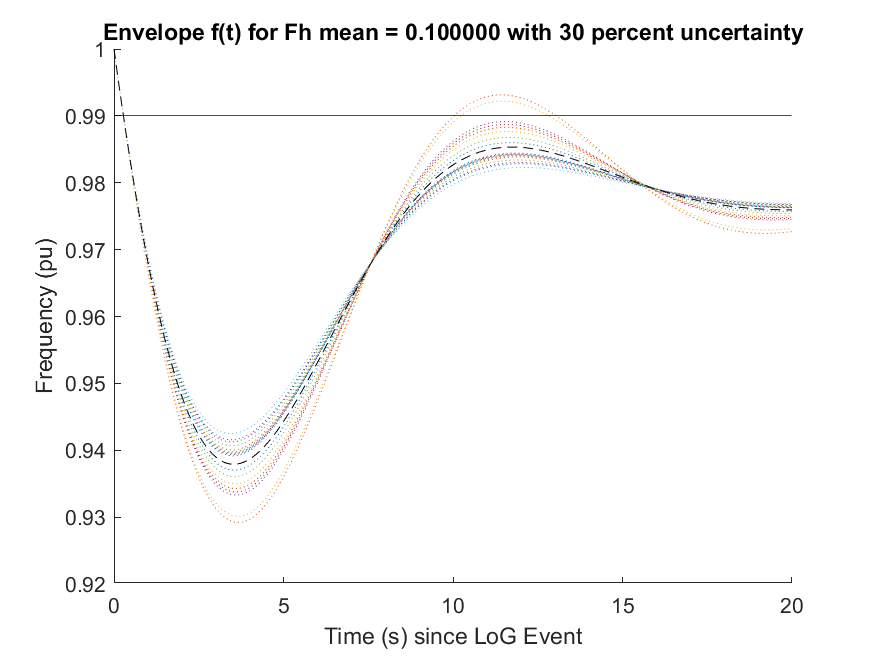 Envelope f(t) for Fh mean = 0.100000 with 30 percent uncertainty
1
0.99
0.98
0.97
0.96
0.95
0.94
0.93
0.92
Frequency (pu)
0 5 10 15 20
Time (s) since LoG Event